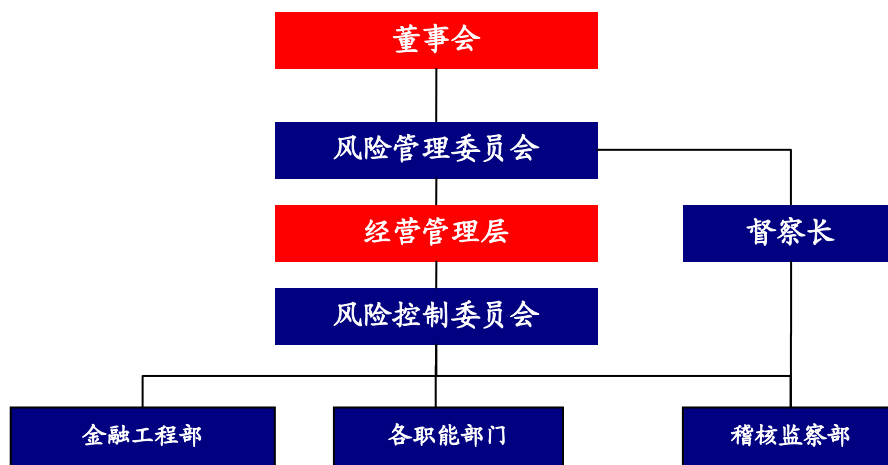 董事会
风险管理委员会
经营管理层
督察长
风险控制委员会
金融工程部
各职能部门
稽核监察部